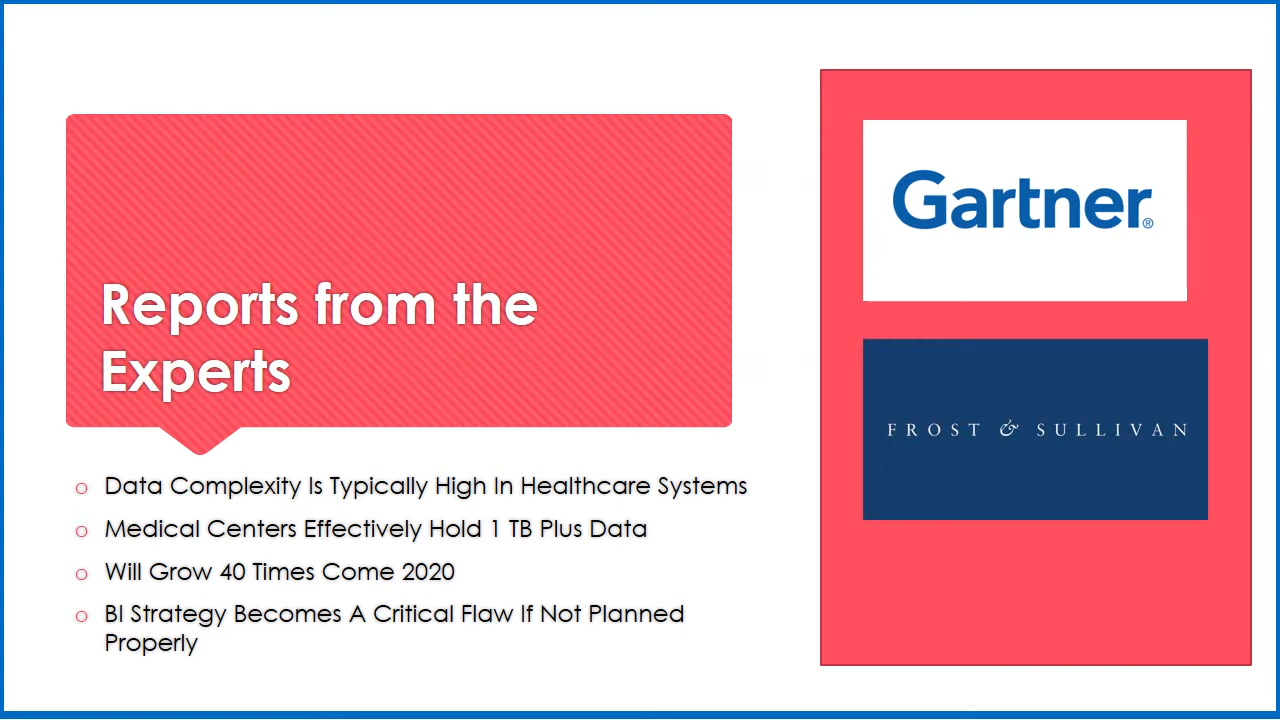 Reports from the
Experts
o Data Complexity Is Typically High In Healthcare Systems
o Medical Centers Effectively Hold 1 TB Plus Data
o Will Grow 40 Times Come 2020
o BI Strategy Becomes A Critical Flaw If Not Planned
Properly
Gartner®
FROST & SULLIVAN